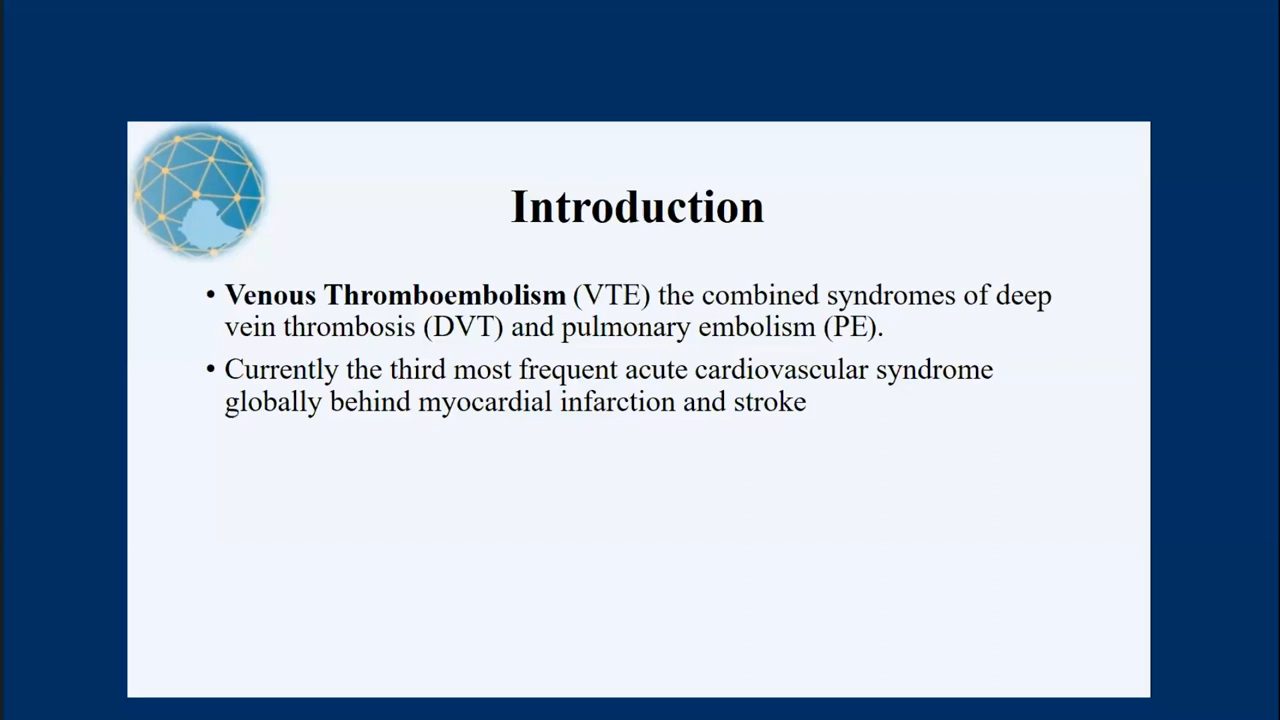 Introduction
• Venous Thromboembolism (VTE) the combined syndromes of deep
vein thrombosis (DVT) and pulmonary embolism (PE).
• Currently the third most frequent acute cardiovascular syndrome
globally behind myocardial infarction and stroke